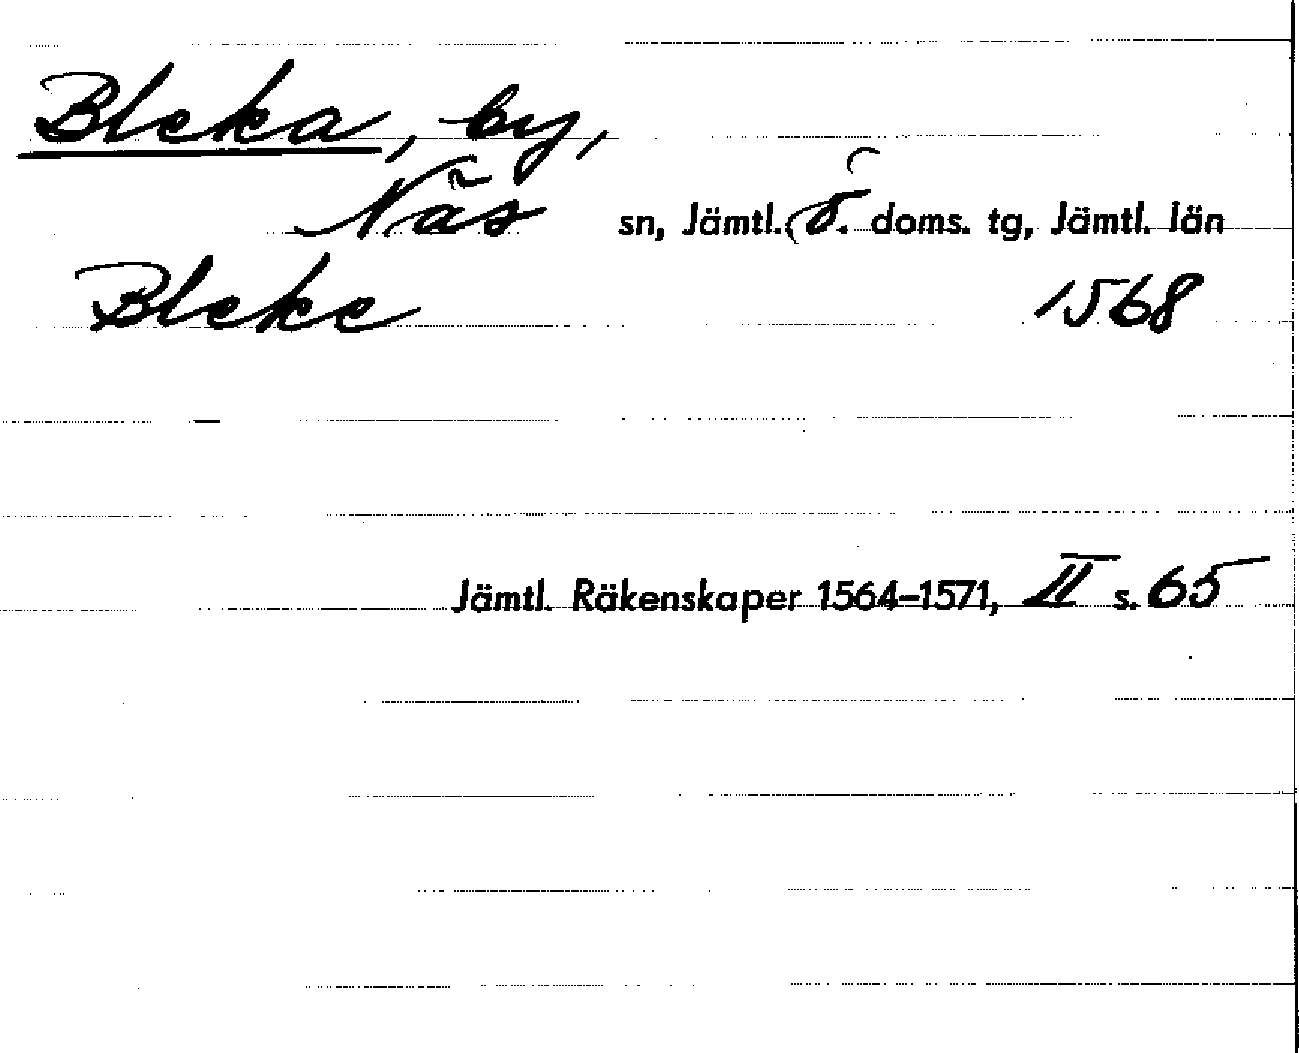 Bleka, by,
Näs sn, Jämtl. ö. doms. tg, Jämtl. län
Bleke 1568
Jämtl. Räkenskaper 1564–1571, II s. 65